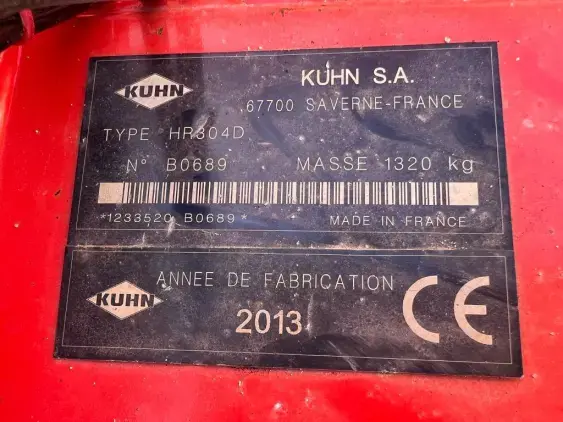 KUHN
KUHN S.A.
67700 SAVERNE-FRANCE
TYPE HR304D
N° B0689 MASSE 1320 kg
*1233520 B0689* MADE IN FRANCE
KUHN
ANNEE DE FABRICATION
2013
CE